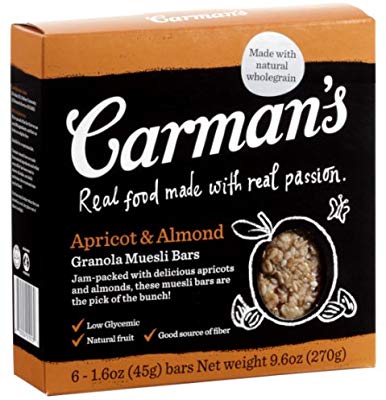 Made with
natural
wholegrain
Carman's
Real food made with real passion.
Apricot & Almond
Granola Muesli Bars
Jam-packed with delicious apricots
and almonds, these muesli bars are
the pick of the bunch!
✓ Low Glycemic
✓ Natural fruit ✓ Good source of fiber
6 - 1.6oz (45g) bars Net weight 9.6oz (270g)